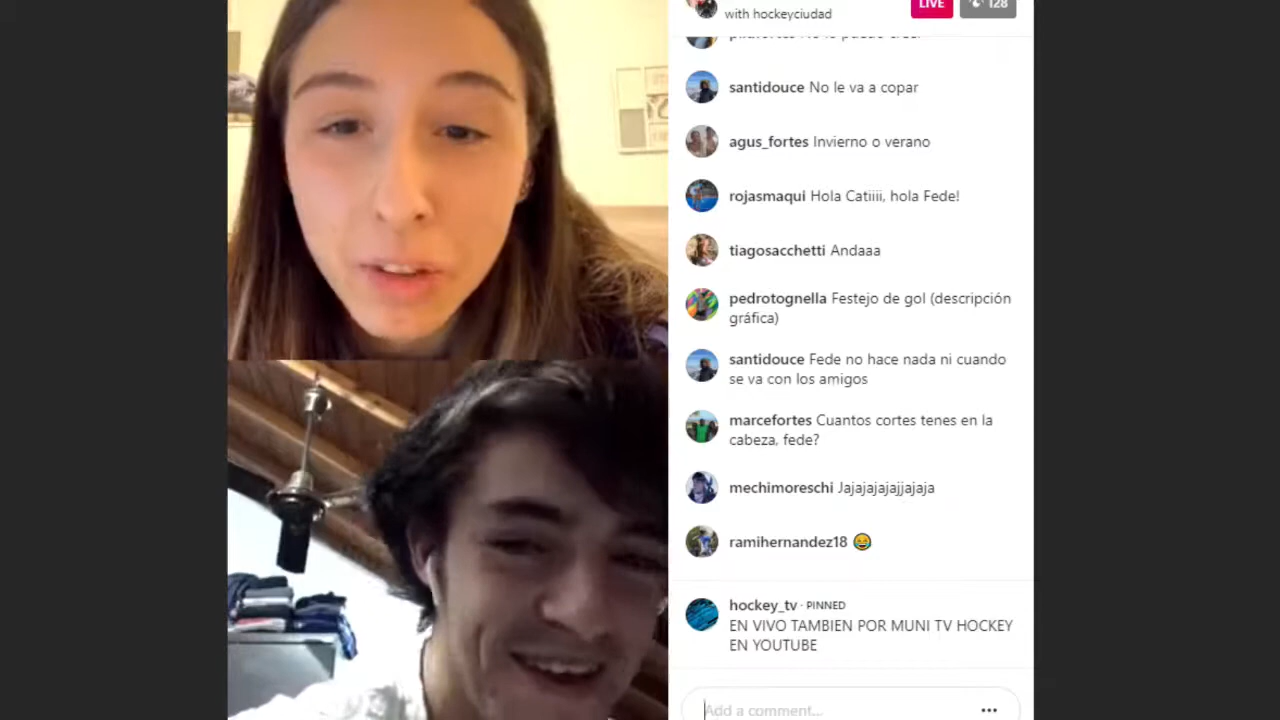 LIVE
128
with hockeyciudad
santidouce No le va a copar
agus_fortes Invierno o verano
rojasmaqui Hola Catiiii, hola Fede!
tiagosacchetti Andaaa
pedrotognella Festejo de gol (descripción
gráfica)
santidouce Fede no hace nada ni cuando
se va con los amigos
marcefortes Cuantos cortes tenes en la
cabeza, fede?
mechimoreschi Jajajajajajjajaja
ramihernandez18 😂
hockey_tv · PINNED
EN VIVO TAMBIEN POR MUNI TV HOCKEY
EN YOUTUBE
Add a comment...